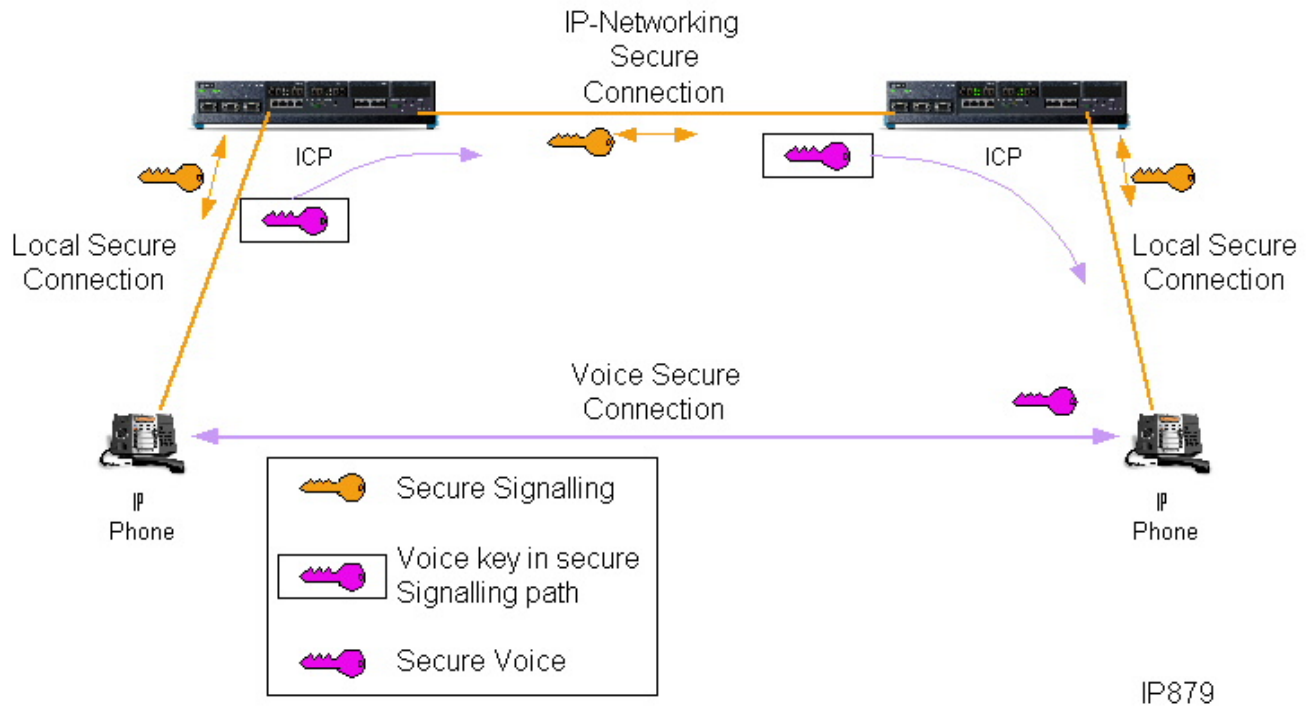 IP-Networking
Secure
Connection
ICP
ICP
Local Secure
Connection
Local Secure
Connection
Voice Secure
Connection
IP
Phone
IP
Phone
Secure Signalling
Voice key in secure
Signalling path
Secure Voice
IP879